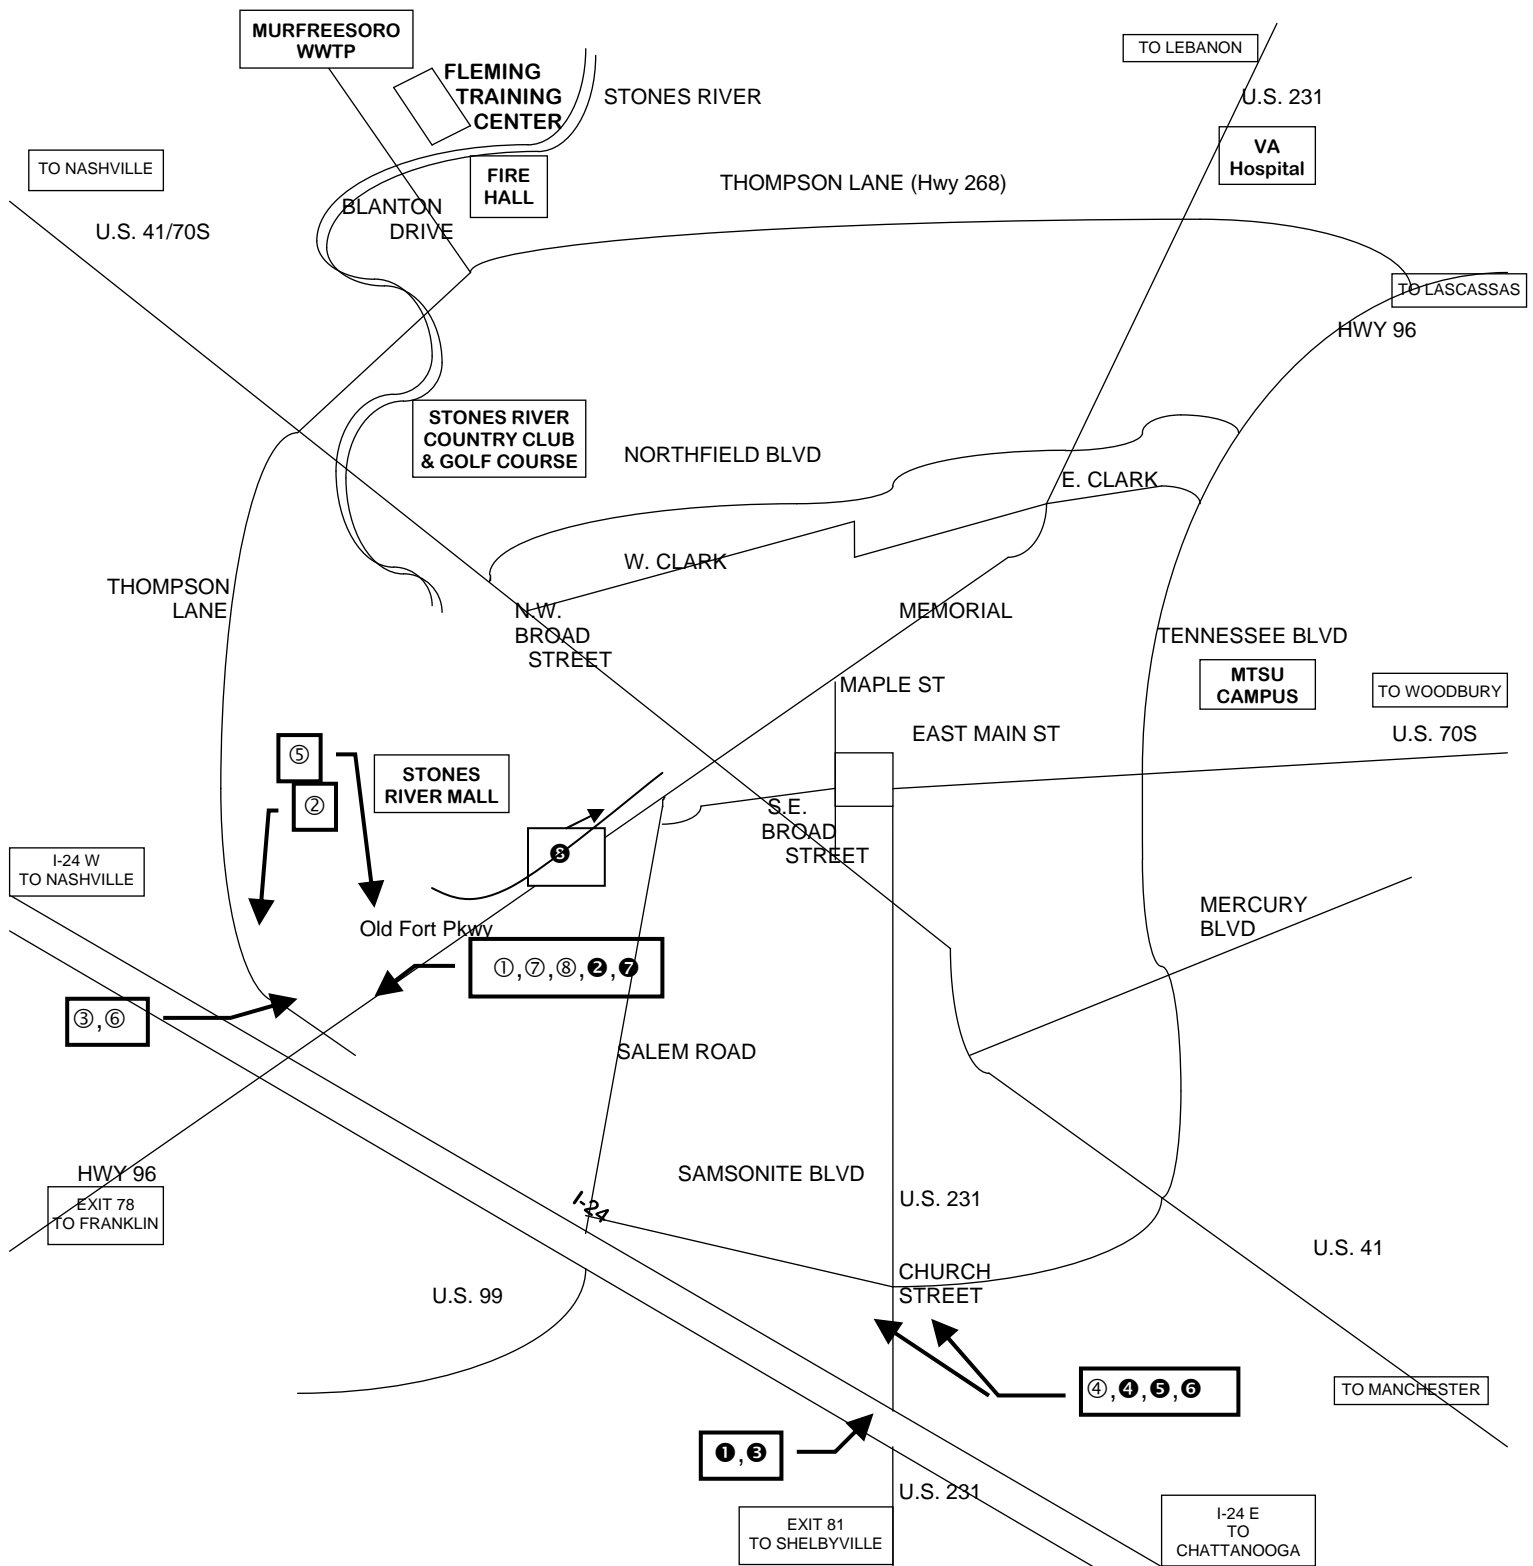 MURFREESORO
WWTP
FLEMING
TRAINING
CENTER
STONES RIVER
TO LEBANON
U.S. 231
VA
Hospital
TO NASHVILLE
FIRE
HALL
THOMPSON LANE (Hwy 268)
BLANTON
DRIVE
U.S. 41/70S
TO LASCASSAS
HWY 96
STONES RIVER
COUNTRY CLUB
& GOLF COURSE
NORTHFIELD BLVD
E. CLARK
W. CLARK
THOMPSON
LANE
N.W.
BROAD
STREET
MEMORIAL
TENNESSEE BLVD
MTSU
CAMPUS
TO WOODBURY
MAPLE ST
EAST MAIN ST
U.S. 70S
⑤
②
STONES
RIVER MALL
S.E.
BROAD
STREET
❽
I-24 W
TO NASHVILLE
MERCURY
BLVD
Old Fort Pkwy
①,⑦,⑧,❷,❼
③,⑥
SALEM ROAD
HWY 96
EXIT 78
TO FRANKLIN
SAMSONITE BLVD
I-24
U.S. 231
U.S. 41
CHURCH
STREET
U.S. 99
④,❹,❺,❻
TO MANCHESTER
❶,❸
U.S. 231
EXIT 81
TO SHELBYVILLE
I-24 E
TO
CHATTANOOGA